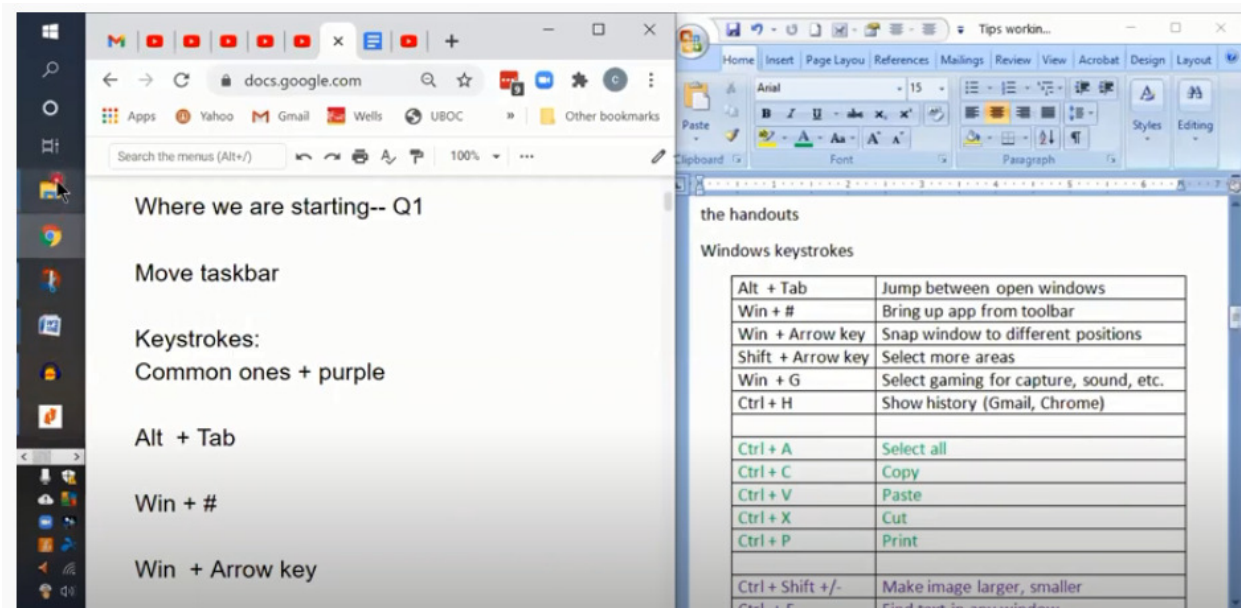 docs.google.com
Apps Yahoo Gmail Wells UBOC » Other bookmarks
Search the menus (Alt+/) 100%
Where we are starting-- Q1
Move taskbar
Keystrokes:
Common ones + purple
Alt + Tab
Win + #
Win + Arrow key
Tips workin...
Home Insert Page Layou References Mailings Review View Acrobat Design Layout
Arial 15
Paste Styles Editing
Clipboard Font Paragraph
the handouts
Windows keystrokes
Alt + Tab Jump between open windows
Win + # Bring up app from toolbar
Win + Arrow key Snap window to different positions
Shift + Arrow key Select more areas
Win + G Select gaming for capture, sound, etc.
Ctrl + H Show history (Gmail, Chrome)
Ctrl + A Select all
Ctrl + C Copy
Ctrl + V Paste
Ctrl + X Cut
Ctrl + P Print
Ctrl + Shift +/- Make image larger, smaller